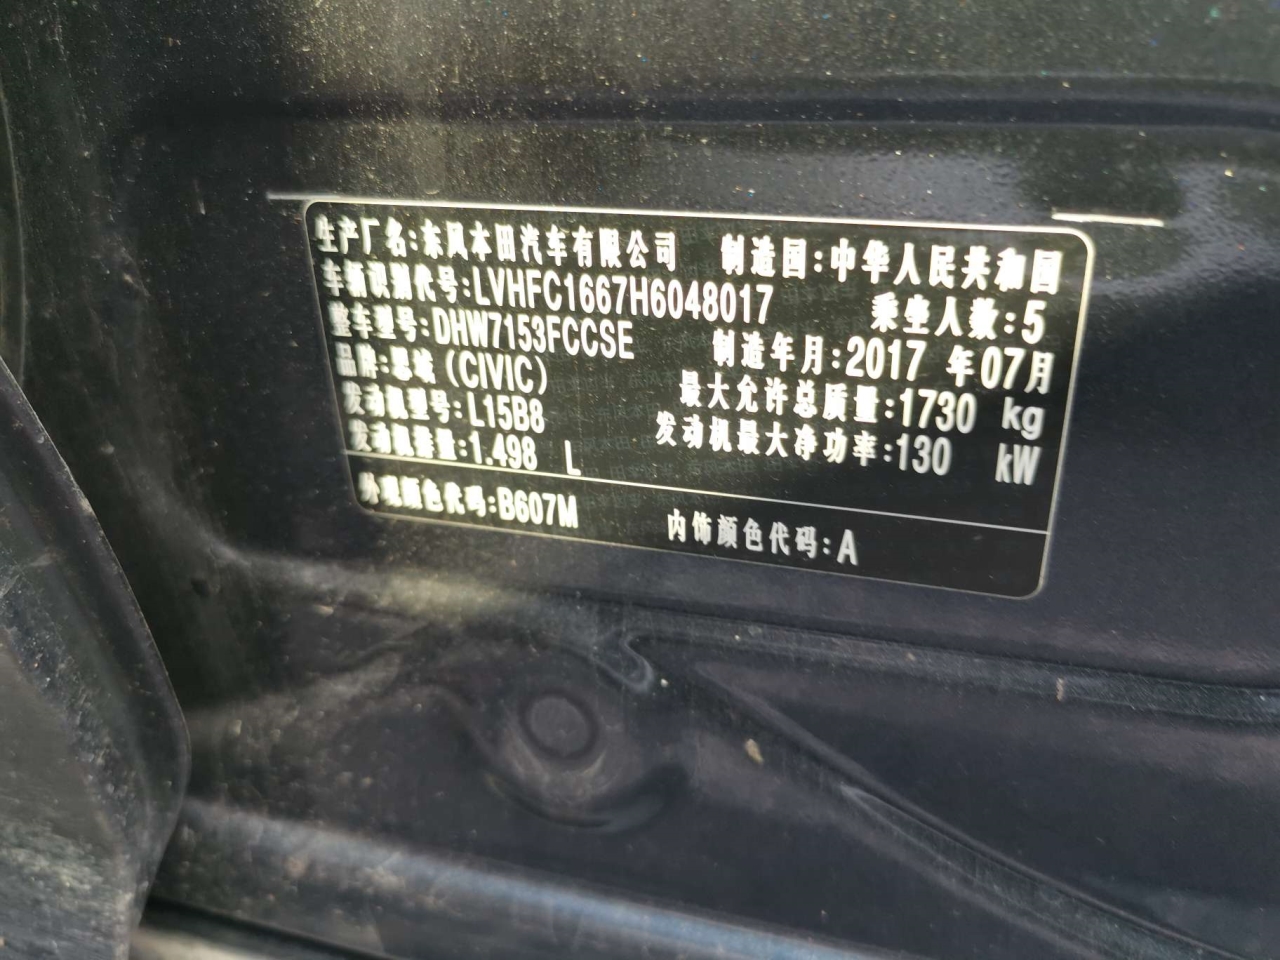 生产厂名:东风本田汽车有限公司 制造国:中华人民共和国
车辆识别代号:LVHFC1667H6048017 乘坐人数:5
整车型号:DHW7153FCCSE 制造年月:2017 年07月
品牌:思域(CIVIC) 最大允许总质量:1730 kg
发动机型号:L15B8 发动机最大净功率:130 kW
发动机排量:1.498 L
外观颜色代码:B607M 内饰颜色代码:A